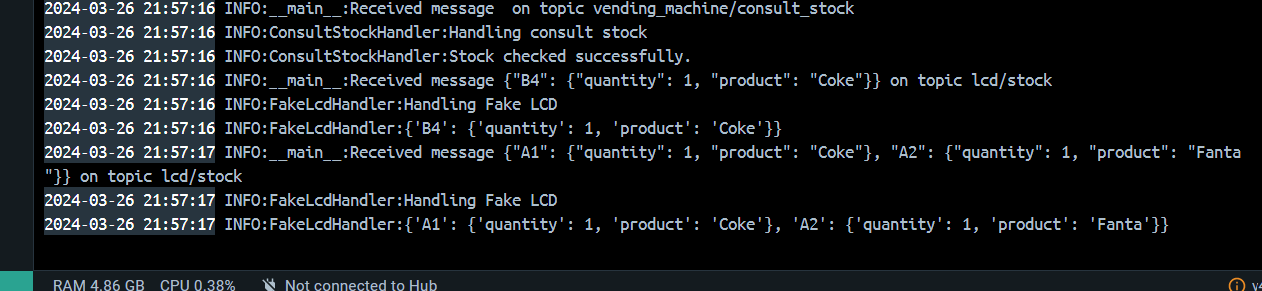 2024-03-26 21:57:16 INFO:__main__:Received message  on topic vending_machine/consult_stock
2024-03-26 21:57:16 INFO:ConsultStockHandler:Handling consult stock
2024-03-26 21:57:16 INFO:ConsultStockHandler:Stock checked successfully.
2024-03-26 21:57:16 INFO:__main__:Received message {"B4": {"quantity": 1, "product": "Coke"}} on topic lcd/stock
2024-03-26 21:57:16 INFO:FakeLcdHandler:Handling Fake LCD
2024-03-26 21:57:16 INFO:FakeLcdHandler:{'B4': {'quantity': 1, 'product': 'Coke'}}
2024-03-26 21:57:17 INFO:__main__:Received message {"A1": {"quantity": 1, "product": "Coke"}, "A2": {"quantity": 1, "product": "Fanta
"}} on topic lcd/stock
2024-03-26 21:57:17 INFO:FakeLcdHandler:Handling Fake LCD
2024-03-26 21:57:17 INFO:FakeLcdHandler:{'A1': {'quantity': 1, 'product': 'Coke'}, 'A2': {'quantity': 1, 'product': 'Fanta'}}
RAM 4.86 GB CPU 0.38% Not connected to Hub